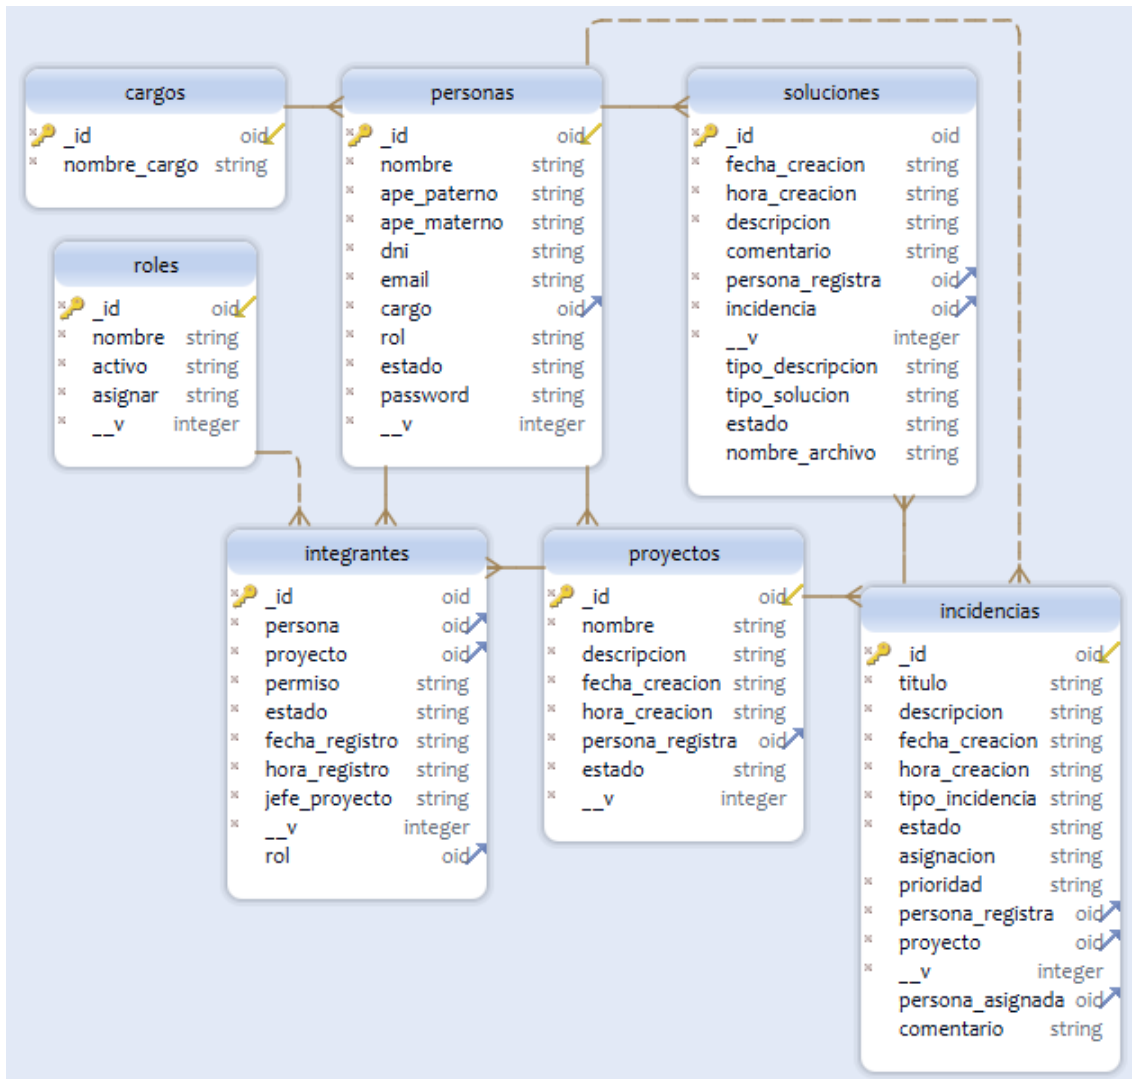 cargos
_id oid
nombre_cargo string
personas
_id oid
nombre string
ape_paterno string
ape_materno string
dni string
email string
cargo oid
rol string
estado string
password string
__v integer
soluciones
_id oid
fecha_creacion string
hora_creacion string
descripcion string
comentario string
persona_registra oid
incidencia oid
__v integer
tipo_descripcion string
tipo_solucion string
estado string
nombre_archivo string
roles
_id oid
nombre string
activo string
asignar string
__v integer
integrantes
_id oid
persona oid
proyecto oid
permiso string
estado string
fecha_registro string
hora_registro string
jefe_proyecto string
__v integer
rol oid
proyectos
_id oid
nombre string
descripcion string
fecha_creacion string
hora_creacion string
persona_registra oid
estado string
__v integer
incidencias
_id oid
titulo string
descripcion string
fecha_creacion string
hora_creacion string
tipo_incidencia string
estado string
asignacion string
prioridad string
persona_registra oid
proyecto oid
__v integer
persona_asignada oid
comentario string